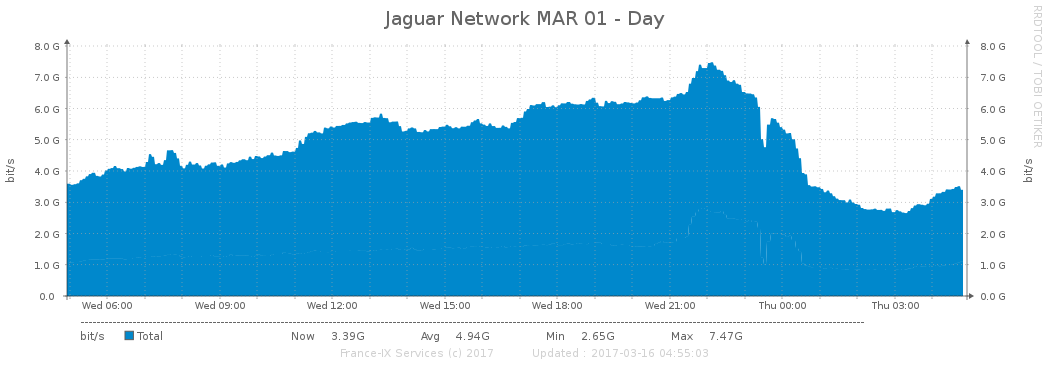 Jaguar Network MAR 01 - Day
RRDTOOL / TOBI OETIKER
bit/s
8.0 G 8.0 G
7.0 G 7.0 G
6.0 G 6.0 G
5.0 G 5.0 G
4.0 G 4.0 G
3.0 G 3.0 G
2.0 G 2.0 G
1.0 G 1.0 G
0.0 0.0 G
bit/s
Wed 06:00 Wed 09:00 Wed 12:00 Wed 15:00 Wed 18:00 Wed 21:00 Thu 00:00 Thu 03:00
bit/s Total Now 3.39G Avg 4.94G Min 2.65G Max 7.47G
France-IX Services (c) 2017 Updated : 2017-03-16 04:55:03